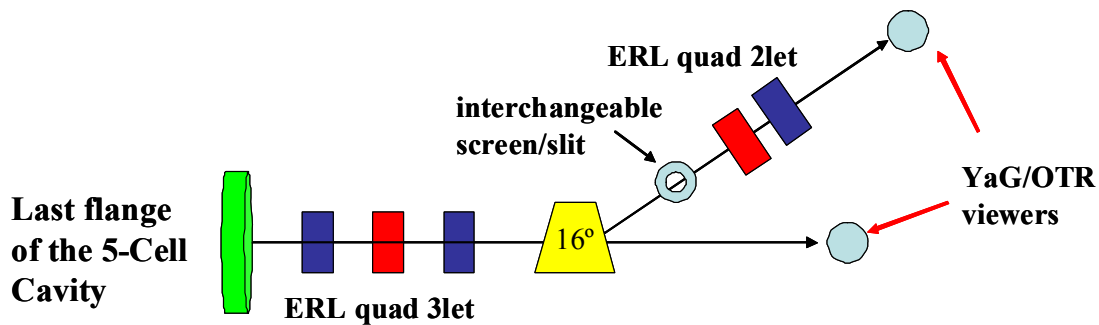 ERL quad 2let
interchangeable
screen/slit
YaG/OTR
viewers
Last flange
of the 5-Cell
Cavity
16º
ERL quad 3let